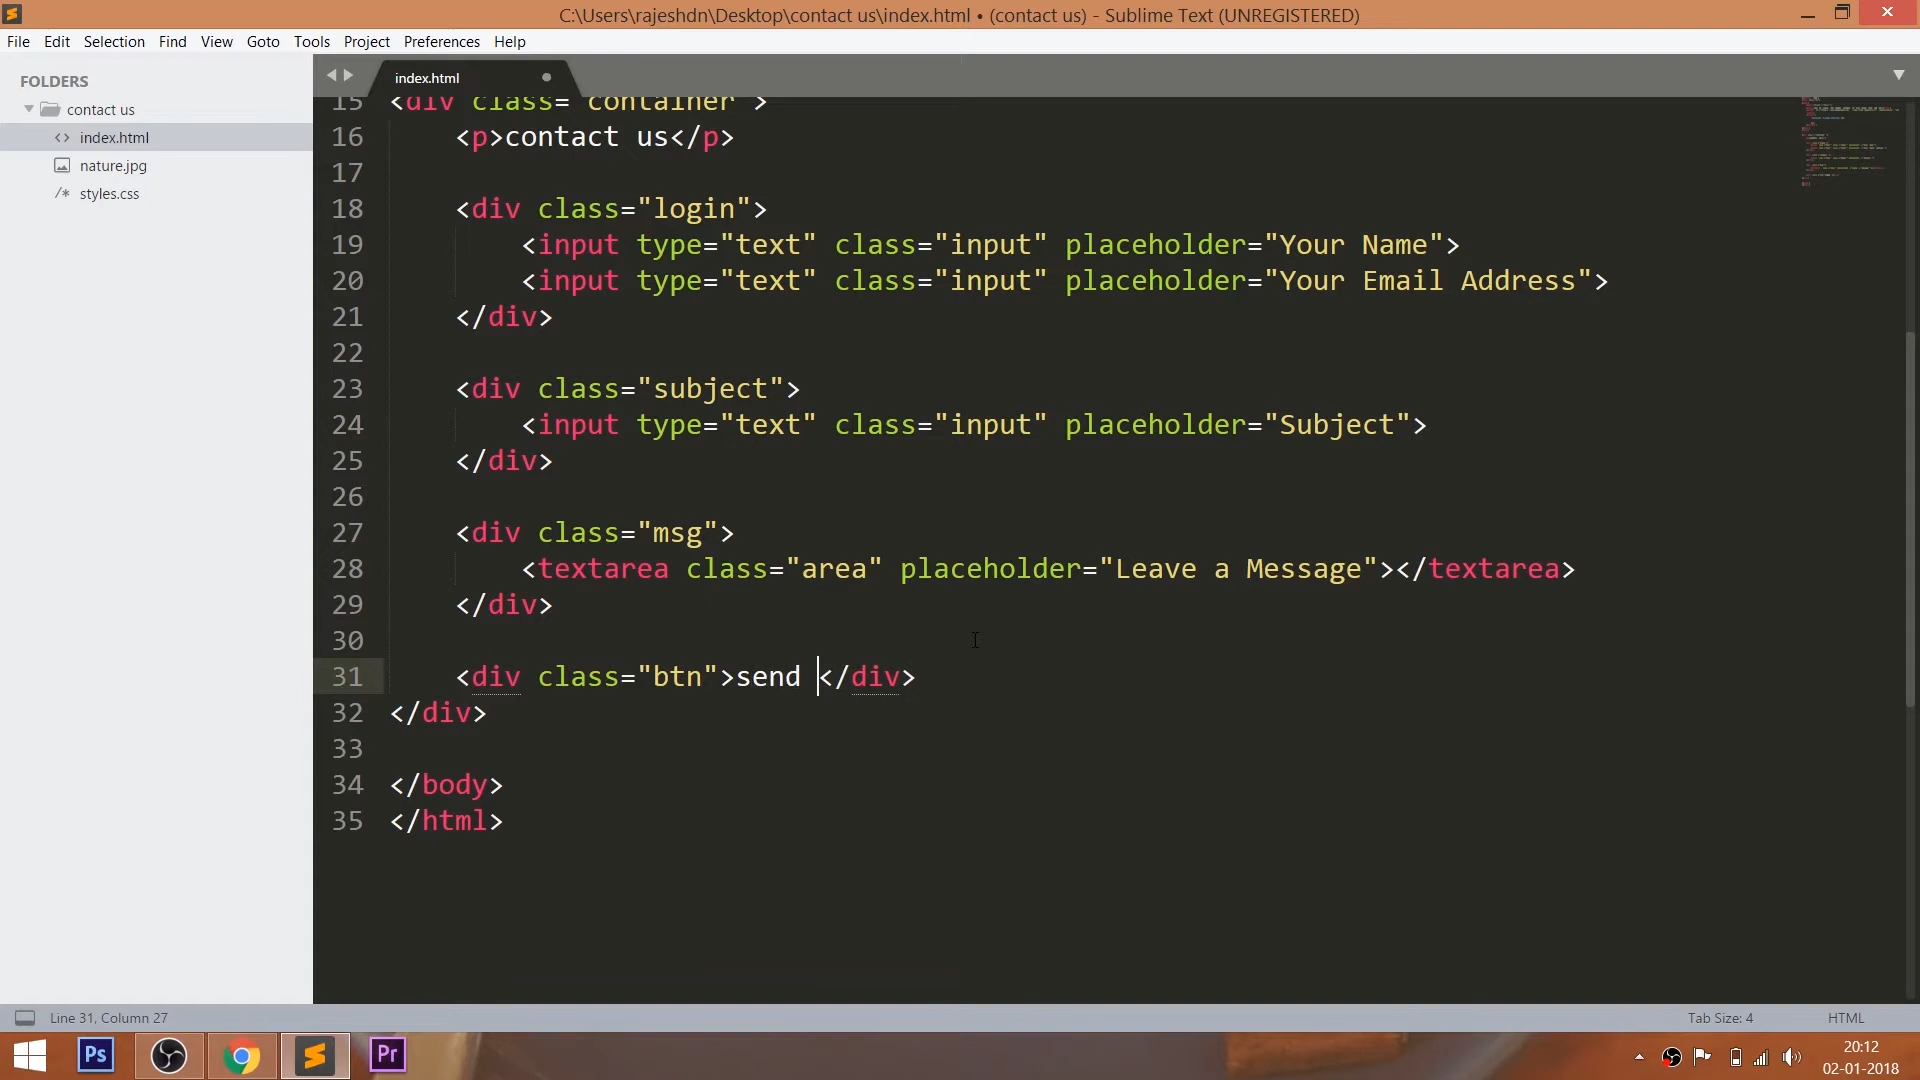 C:\Users\rajeshdn\Desktop\contact us\index.html • (contact us) - Sublime Text (UNREGISTERED)
File Edit Selection Find View Goto Tools Project Preferences Help
FOLDERS
contact us
index.html
nature.jpg
styles.css
index.html
15 <div class="container">
16 <p>contact us</p>
17
18 <div class="login">
19 <input type="text" class="input" placeholder="Your Name">
20 <input type="text" class="input" placeholder="Your Email Address">
21 </div>
22
23 <div class="subject">
24 <input type="text" class="input" placeholder="Subject">
25 </div>
26
27 <div class="msg">
28 <textarea class="area" placeholder="Leave a Message"></textarea>
29 </div>
30
31 <div class="btn">send </div>
32 </div>
33
34 </body>
35 </html>
Line 31, Column 27
Tab Size: 4
HTML
Ps
Pr
20:12
02-01-2018